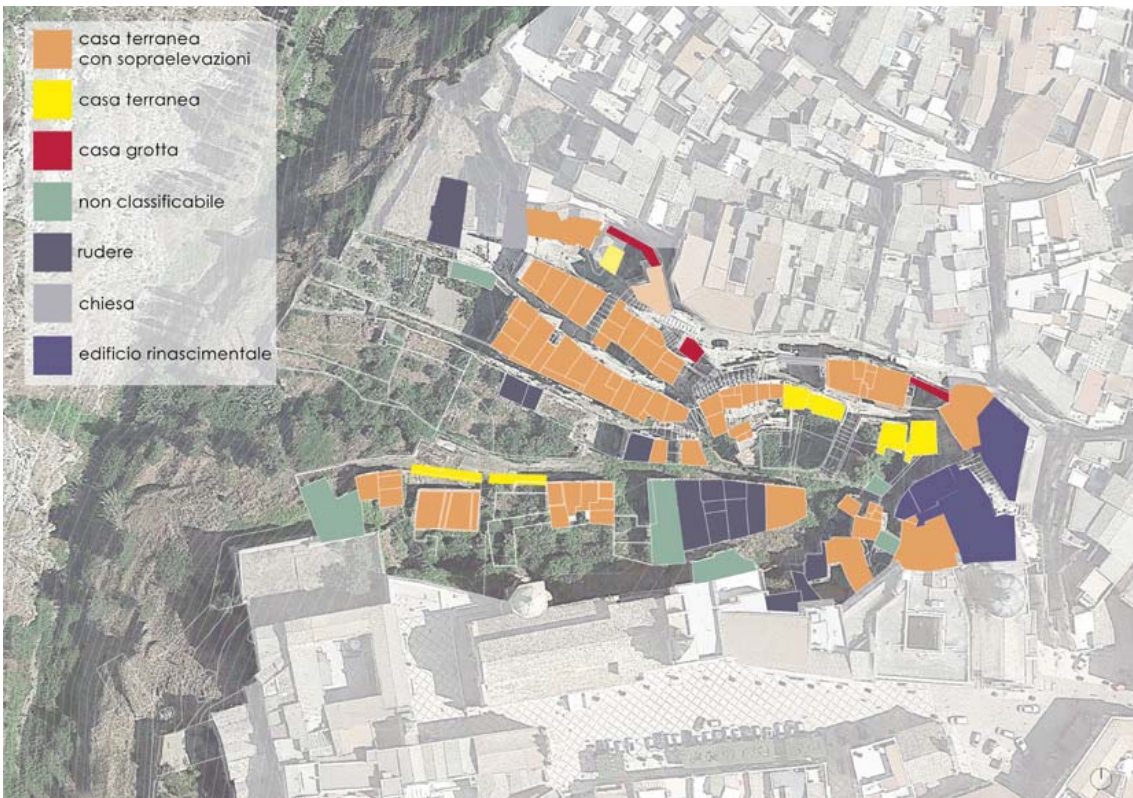 casa terranea
con sopraelevazioni
casa terranea
casa grotta
non classificabile
rudere
chiesa
edificio rinascimentale